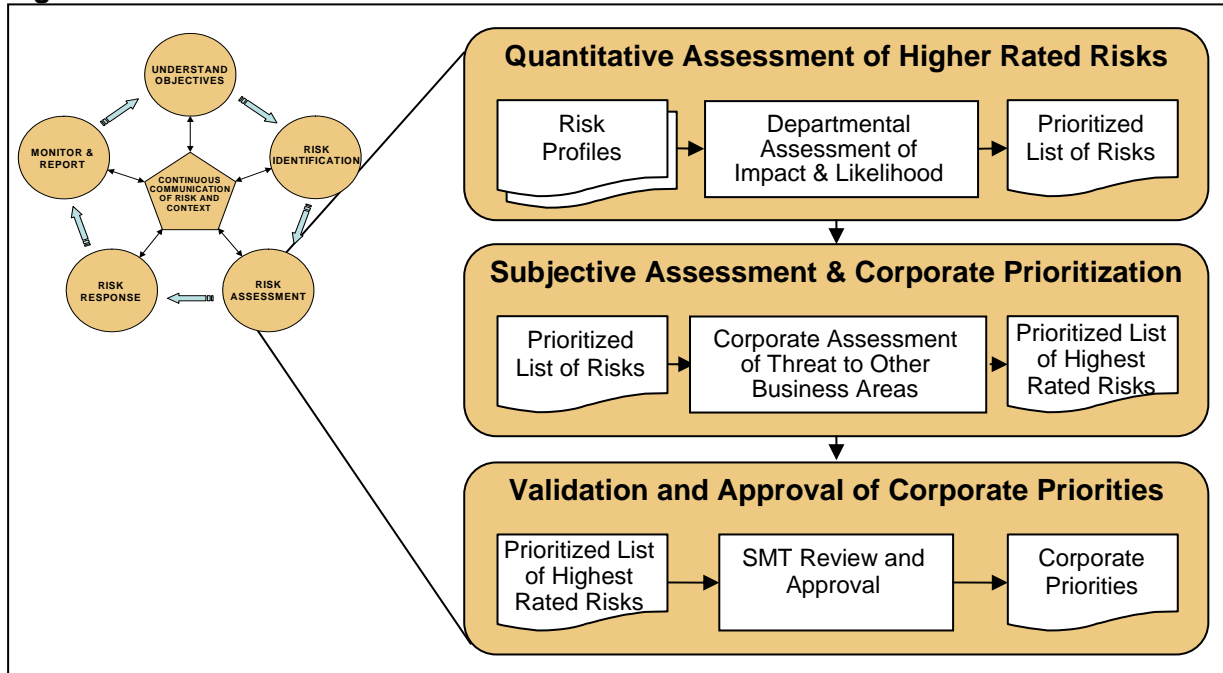 UNDERSTAND
OBJECTIVES
MONITOR &
REPORT
RISK
IDENTIFICATION
CONTINUOUS
COMMUNICATION
OF RISK AND
CONTEXT
RISK
RESPONSE
RISK
ASSESSMENT
Quantitative Assessment of Higher Rated Risks
Risk
Profiles
Departmental
Assessment of
Impact & Likelihood
Prioritized
List of Risks
Subjective Assessment & Corporate Prioritization
Prioritized
List of Risks
Corporate Assessment
of Threat to Other
Business Areas
Prioritized List
of Highest
Rated Risks
Validation and Approval of Corporate Priorities
Prioritized List
of Highest
Rated Risks
SMT Review and
Approval
Corporate
Priorities